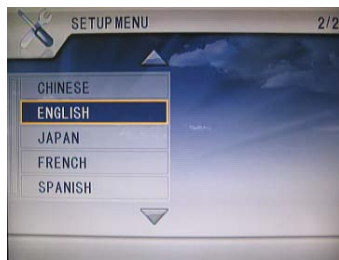 SETUP MENU
2/2
CHINESE
ENGLISH
JAPAN
FRENCH
SPANISH